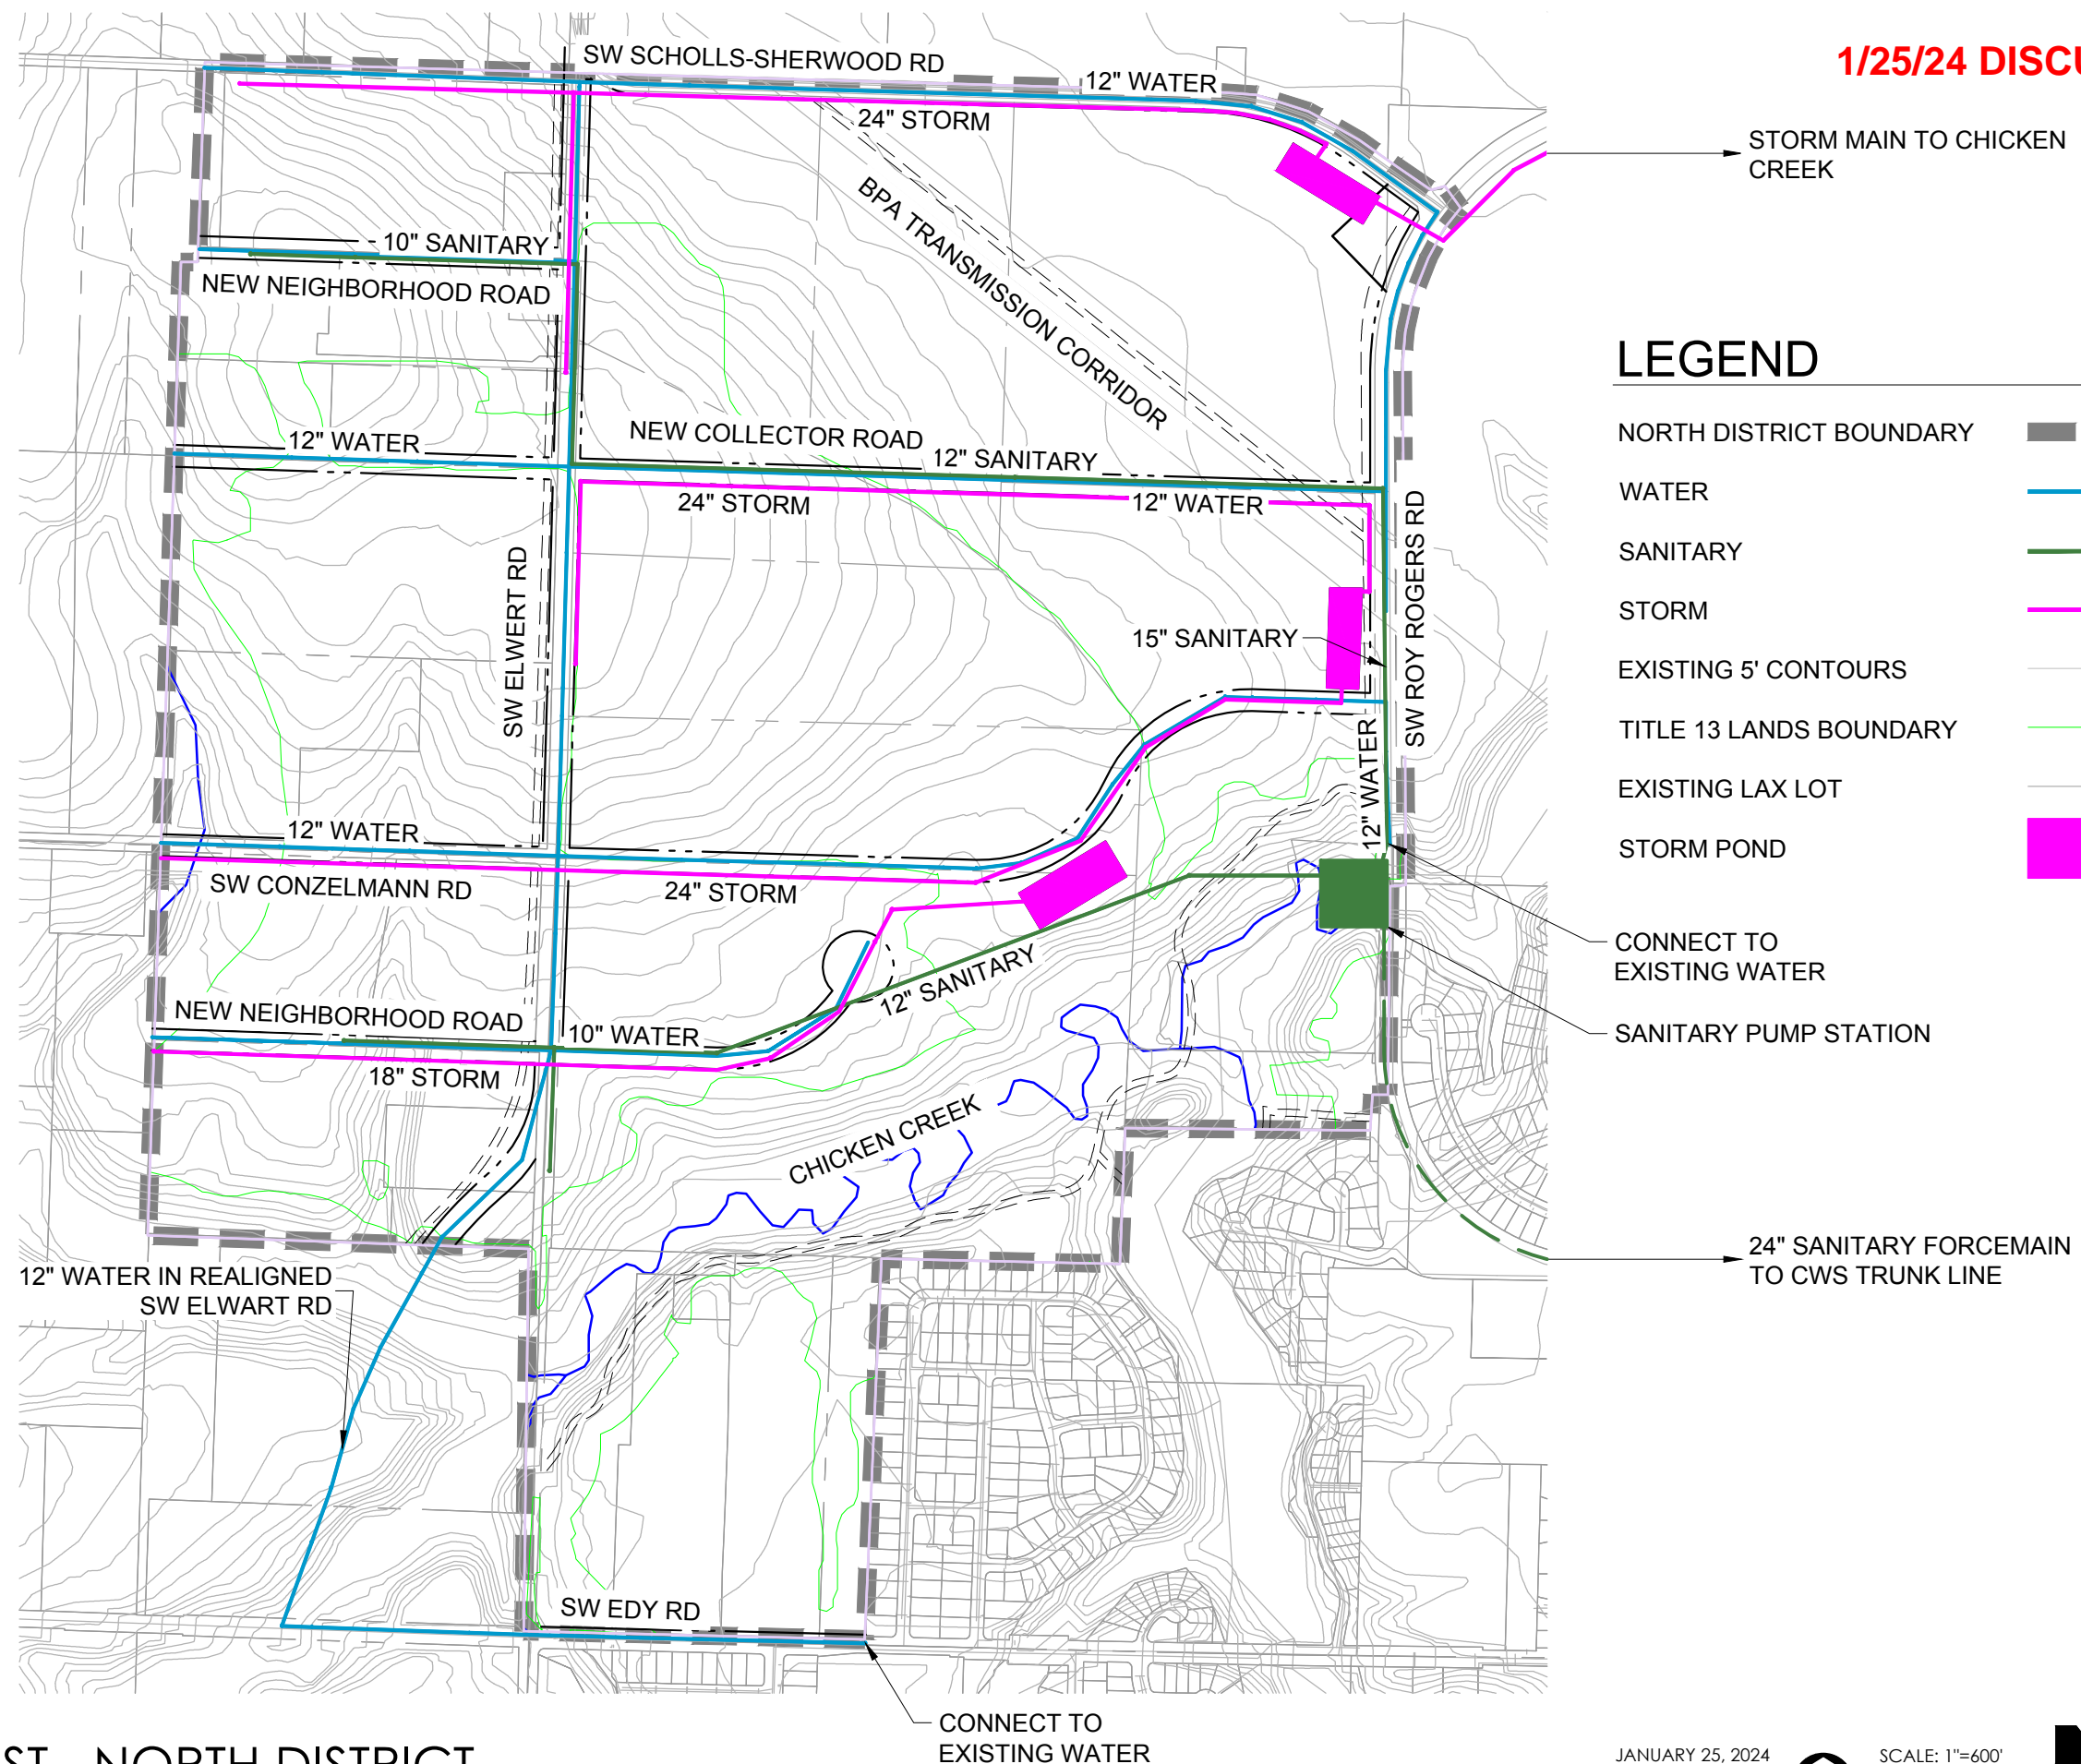 SW SCHOLLS-SHERWOOD RD
12" WATER
1/25/24
24" STORM
STORM MAIN TO CHICKEN
CREEK
BPA TRANSMISSION CORRIDOR
10" SANITARY
NEW NEIGHBORHOOD ROAD
LEGEND
NORTH DISTRICT BOUNDARY
WATER
SANITARY
STORM
EXISTING 5' CONTOURS
TITLE 13 LANDS BOUNDARY
EXISTING LAX LOT
STORM POND
12" WATER
NEW COLLECTOR ROAD
12" SANITARY
24" STORM
12" WATER
SW ELWERT RD
SW ROY ROGERS RD
15" SANITARY
12" WATER
12" WATER
SW CONZELMANN RD
24" STORM
CONNECT TO
EXISTING WATER
SANITARY PUMP STATION
12" SANITARY
NEW NEIGHBORHOOD ROAD
10" WATER
18" STORM
CHICKEN CREEK
24" SANITARY FORCEMAIN
TO CWS TRUNK LINE
12" WATER IN REALIGNED
SW ELWART RD
SW EDY RD
CONNECT TO
EXISTING WATER
NORTH DISTRICT
JANUARY 25, 2024
SCALE: 1"=600'